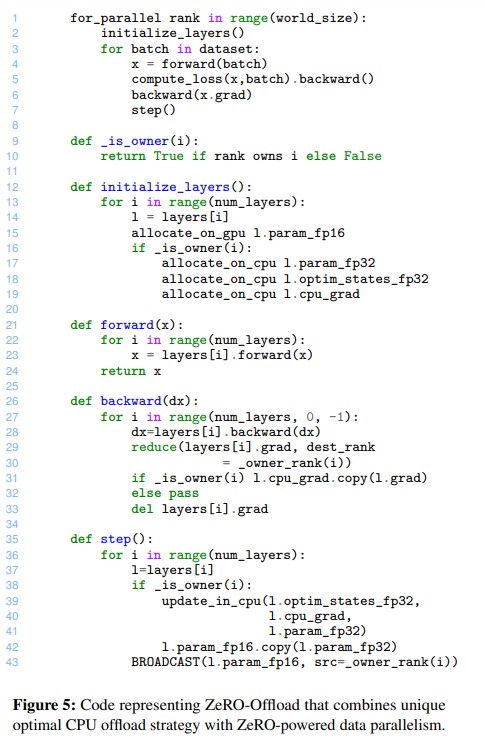 1 for_parallel rank in range(world_size):
2     initialize_layers()
3     for batch in dataset:
4         x = forward(batch)
5         compute_loss(x,batch).backward()
6         backward(x.grad)
7         step()
8
9 def _is_owner(i):
10     return True if rank owns i else False
11
12 def initialize_layers():
13     for i in range(num_layers):
14         l = layers[i]
15         allocate_on_gpu l.param_fp16
16         if _is_owner(i):
17             allocate_on_cpu l.param_fp32
18             allocate_on_cpu l.optim_states_fp32
19             allocate_on_cpu l.cpu_grad
20
21 def forward(x):
22     for i in range(num_layers):
23         x = layers[i].forward(x)
24     return x
25
26 def backward(dx):
27     for i in range(num_layers, 0, -1):
28         dx=layers[i].backward(dx)
29         reduce(layers[i].grad, dest_rank
30                     = _owner_rank(i))
31         if _is_owner(i) l.cpu_grad.copy(l.grad)
32         else pass
33         del layers[i].grad
34
35 def step():
36     for i in range(num_layers):
37         l=layers[i]
38         if _is_owner(i):
39             update_in_cpu(l.optim_states_fp32,
40                           l.cpu_grad,
41                           l.param_fp32)
42             l.param_fp16.copy(l.param_fp32)
43         BROADCAST(l.param_fp16, src=_owner_rank(i))
Figure 5: Code representing ZeRO-Offload that combines unique
optimal CPU offload strategy with ZeRO-powered data parallelism.